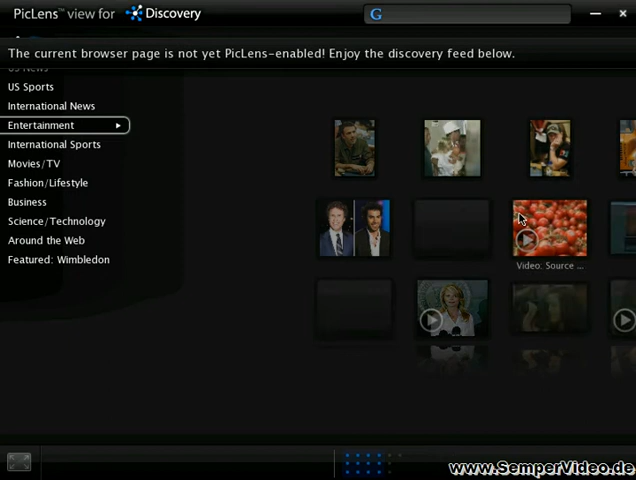 PicLens™ view for Discovery
G
The current browser page is not yet PicLens-enabled! Enjoy the discovery feed below.
US News
US Sports
International News
Entertainment
International Sports
Movies/TV
Fashion/Lifestyle
Business
Science/Technology
Around the Web
Featured: Wimbledon
Video: Source ...
www.SemperVideo.de